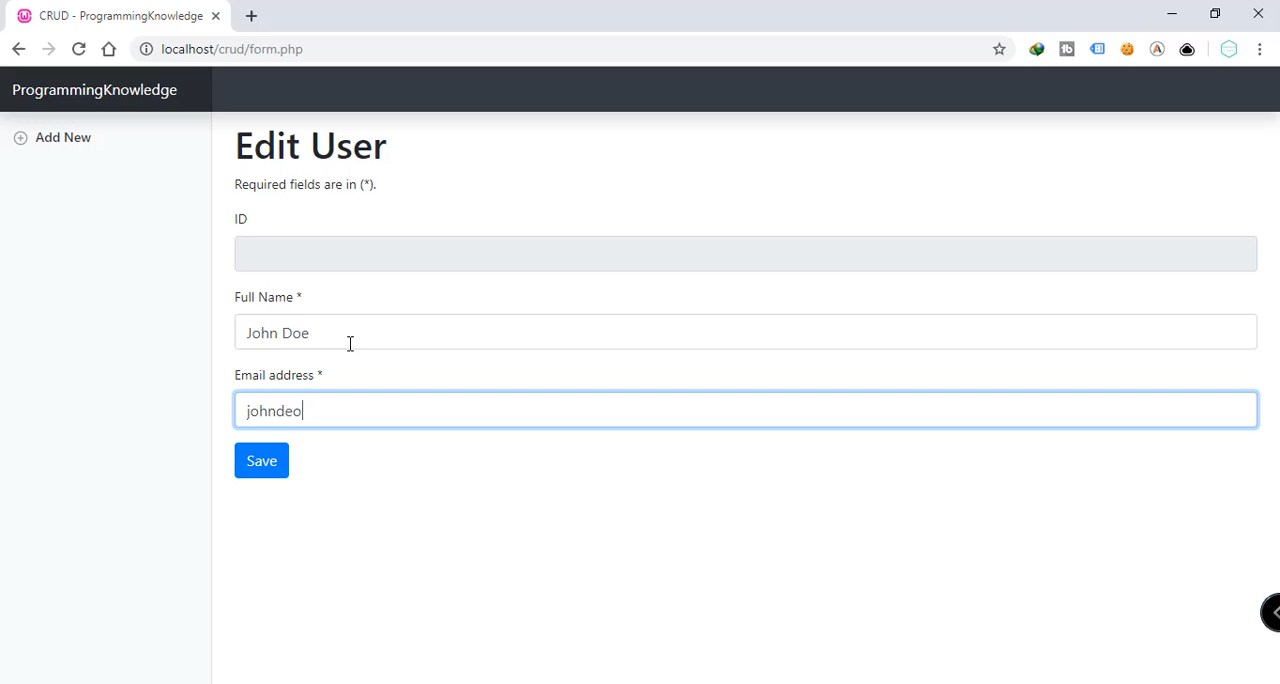 CRUD - ProgrammingKnowledge
localhost/crud/form.php
ProgrammingKnowledge
Add New
Edit User
Required fields are in (*).
ID
Full Name *
John Doe
Email address *
johndeo
Save